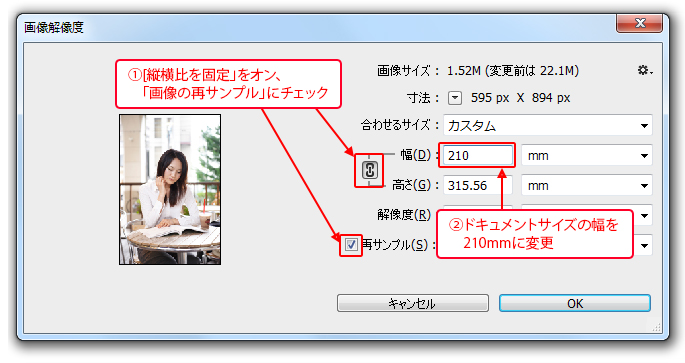 画像解像度
①[縦横比を固定」をオン、
「画像の再サンプル」にチェック
画像サイズ： 1.52M (変更前は 22.1M)
寸法： 595 px X 894 px
合わせるサイズ： カスタム
幅(D)： 210 mm
高さ(G)： 315.56 mm
解像度(R)
②ドキュメントサイズの幅を
210mmに変更
再サンプル(S)：
キャンセル OK